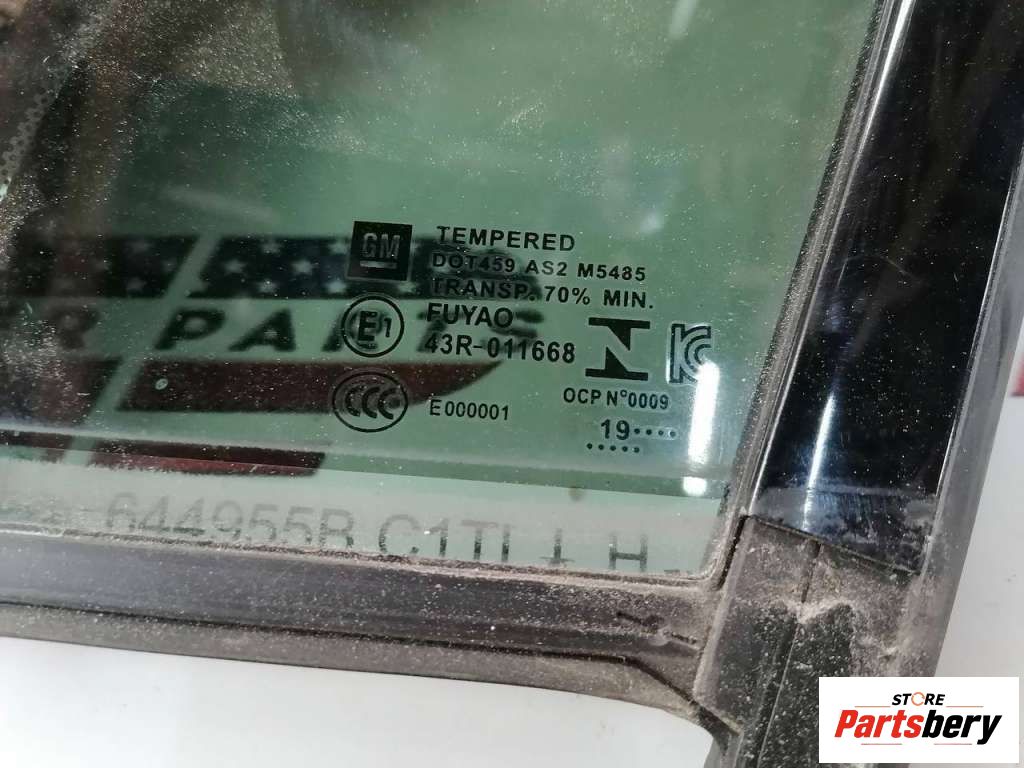 GM
TEMPERED
DOT459 AS2 M5485
TRANSP. 70% MIN.
FUYAO
43R-011668
E1
CCC
E000001
OCP N°0009
19
PARTS
644955B C1TL + H
STORE
Partsbery